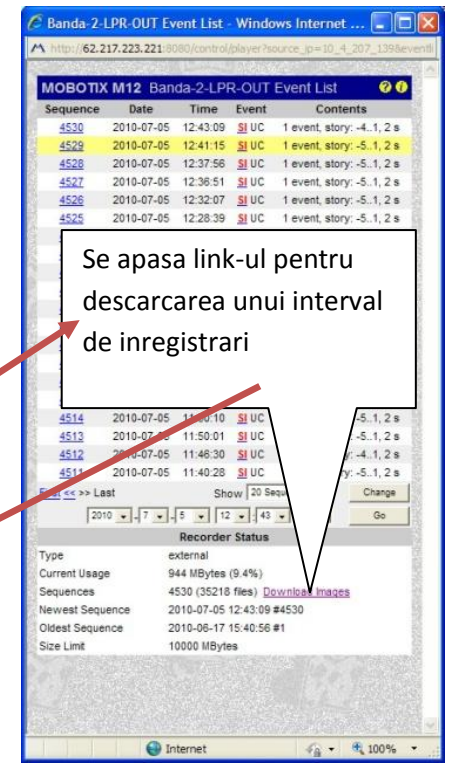 Banda-2-LPR-OUT Event List - Windows Internet ...
http://62.217.223.221:8080/control/player?source_ip=10_4_207_139&eventli
MOBOTIX M12 Banda-2-LPR-OUT Event List
Sequence Date Time Event Contents
4530 2010-07-05 12:43:09 SI UC 1 event, story: -4..1, 2 s
4529 2010-07-05 12:41:15 SI UC 1 event, story: -5..1, 2 s
4528 2010-07-05 12:37:56 SI UC 1 event, story: -5..1, 2 s
4527 2010-07-05 12:36:51 SI UC 1 event, story: -5..1, 2 s
4526 2010-07-05 12:32:07 SI UC 1 event, story: -5..1, 2 s
4525 2010-07-05 12:28:39 SI UC 1 event, story: -5..1, 2 s
Se apasa link-ul pentru
descarcarea unui interval
de inregistrari
4514 2010-07-05 :10 SI UC -5..1, 2 s
4513 2010-07-05 11:50:01 SI UC -5..1, 2 s
4512 2010-07-05 11:46:30 SI UC y: -4..1, 2 s
4511 2010-07-05 11:40:28 SI UC ry: -5..1, 2 s
First << >> Last Show 20 Sequ Change
2010 - 7 - 5 12 : 43 Go
Recorder Status
Type external
Current Usage 944 MBytes (9.4%)
Sequences 4530 (35218 files) Download Images
Newest Sequence 2010-07-05 12:43:09 #4530
Oldest Sequence 2010-06-17 15:40:56 #1
Size Limit 10000 MBytes
Internet 100%